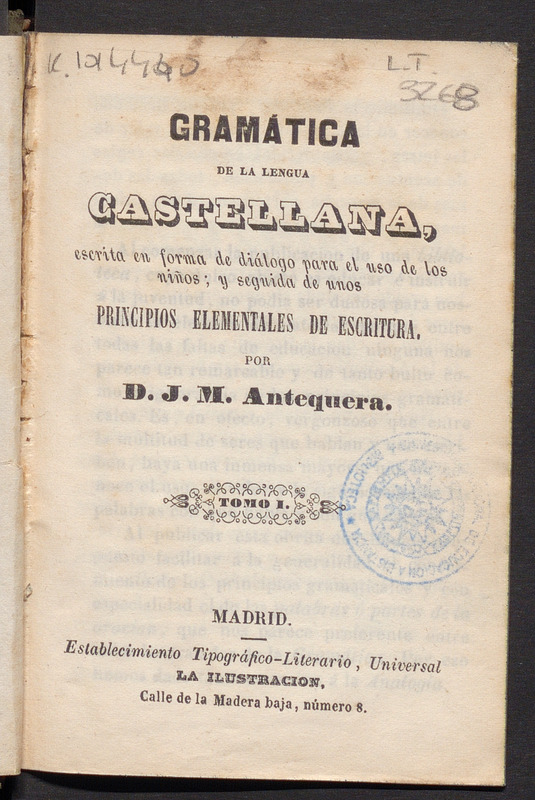 L.T
3268
GRAMÁTICA
DE LA LENGUA
CASTELLANA,
escrita en forma de diálogo para el uso de los
niños; y seguida de unos
PRINCIPIOS ELEMENTALES DE ESCRITURA.
POR
D. J. M. Antequera.
TOMO I.
MADRID.
Establecimiento Tipográfico-Literario, Universal
LA ILUSTRACION,
Calle de la Madera baja, número 8.